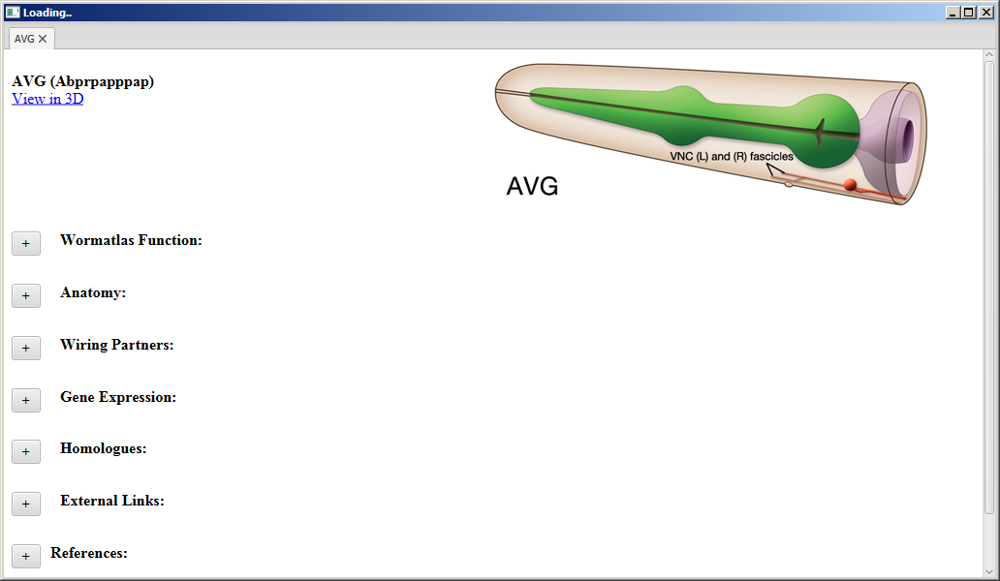 Loading..
AVG
AVG (Abprpapppap)
View in 3D
VNC (L) and (R) fascicles
AVG
+ Wormatlas Function:
+ Anatomy:
+ Wiring Partners:
+ Gene Expression:
+ Homologues:
+ External Links:
+ References: